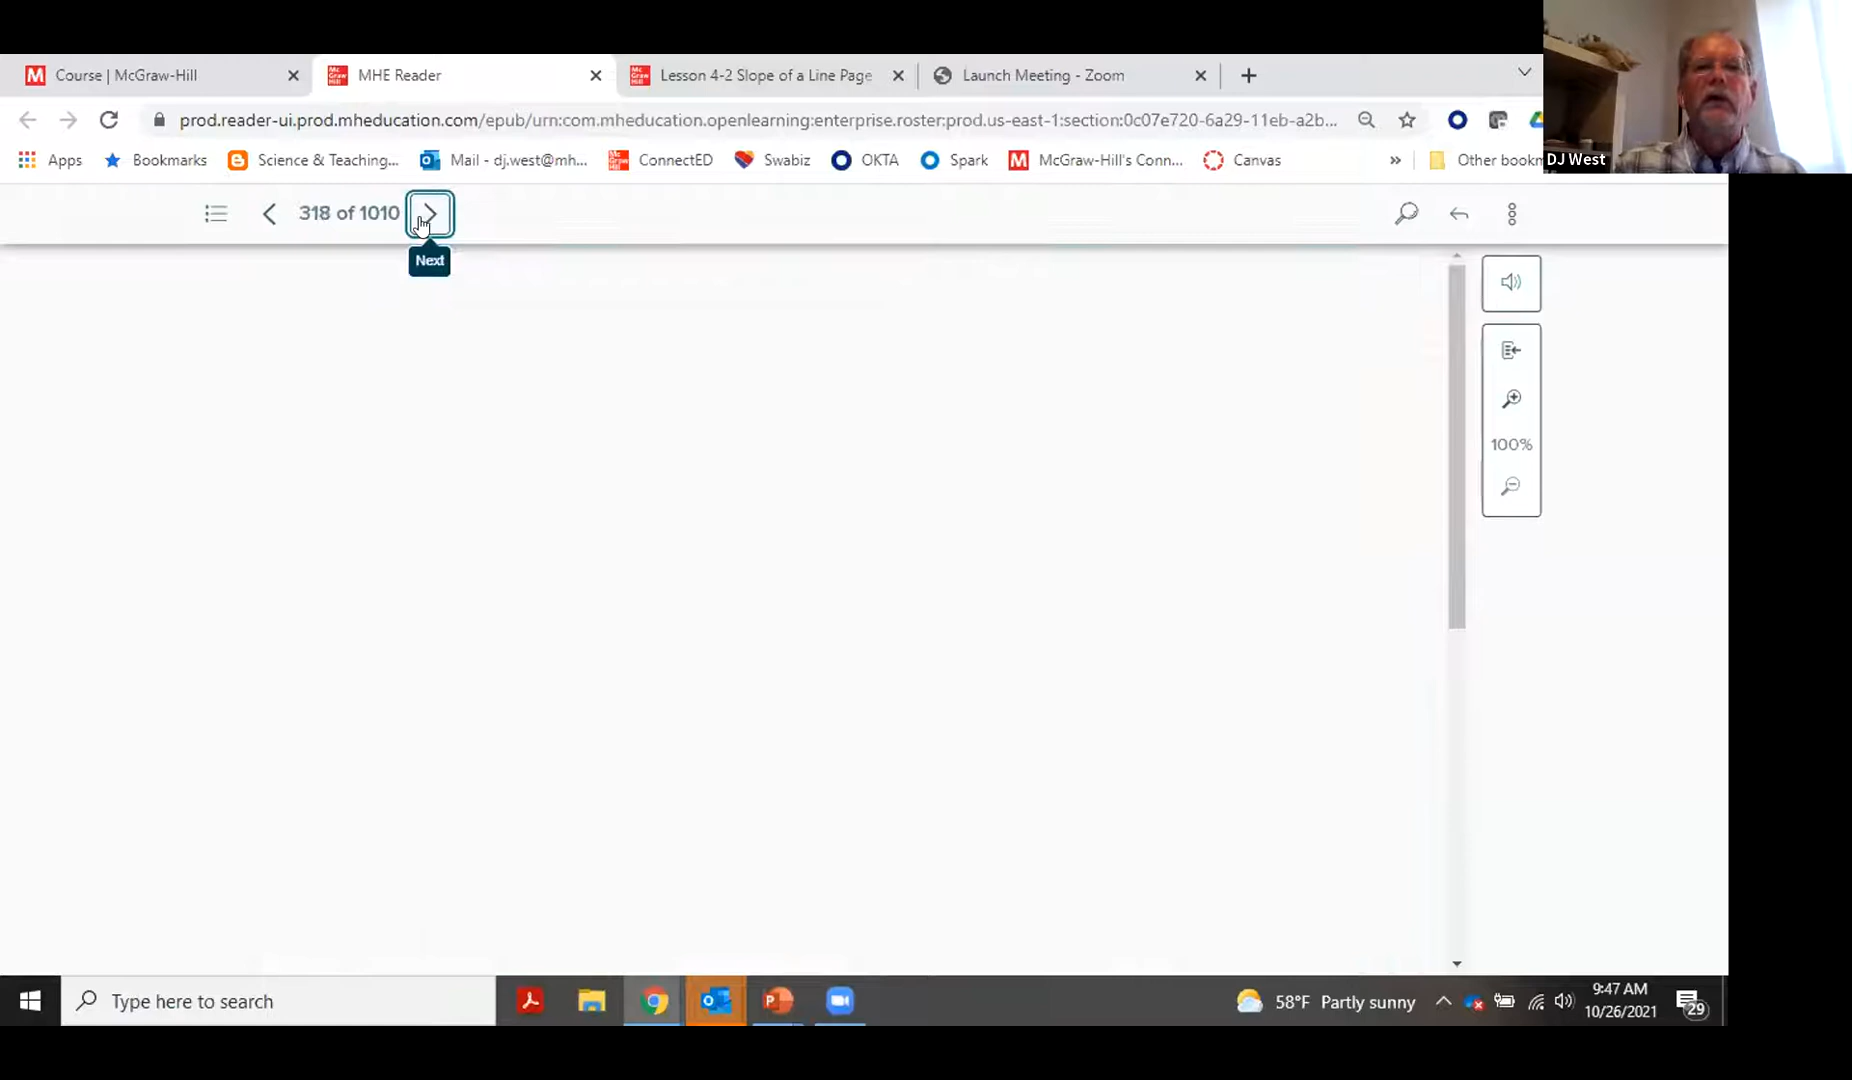 Course | McGraw-Hill
MHE Reader
Lesson 4-2 Slope of a Line Page
Launch Meeting - Zoom
prod.reader-ui.prod.mheducation.com/epub/urn:com.mheducation.openlearning:enterprise.roster:prod.us-east-1:section:0c07e720-6a29-11eb-a2b...
Apps
Bookmarks
Science & Teaching...
Mail - dj.west@mh...
ConnectED
Swabiz
OKTA
Spark
McGraw-Hill's Conn...
Canvas
»
Other bookm
DJ West
318 of 1010
Next
100%
Type here to search
58°F Partly sunny
9:47 AM
10/26/2021
29